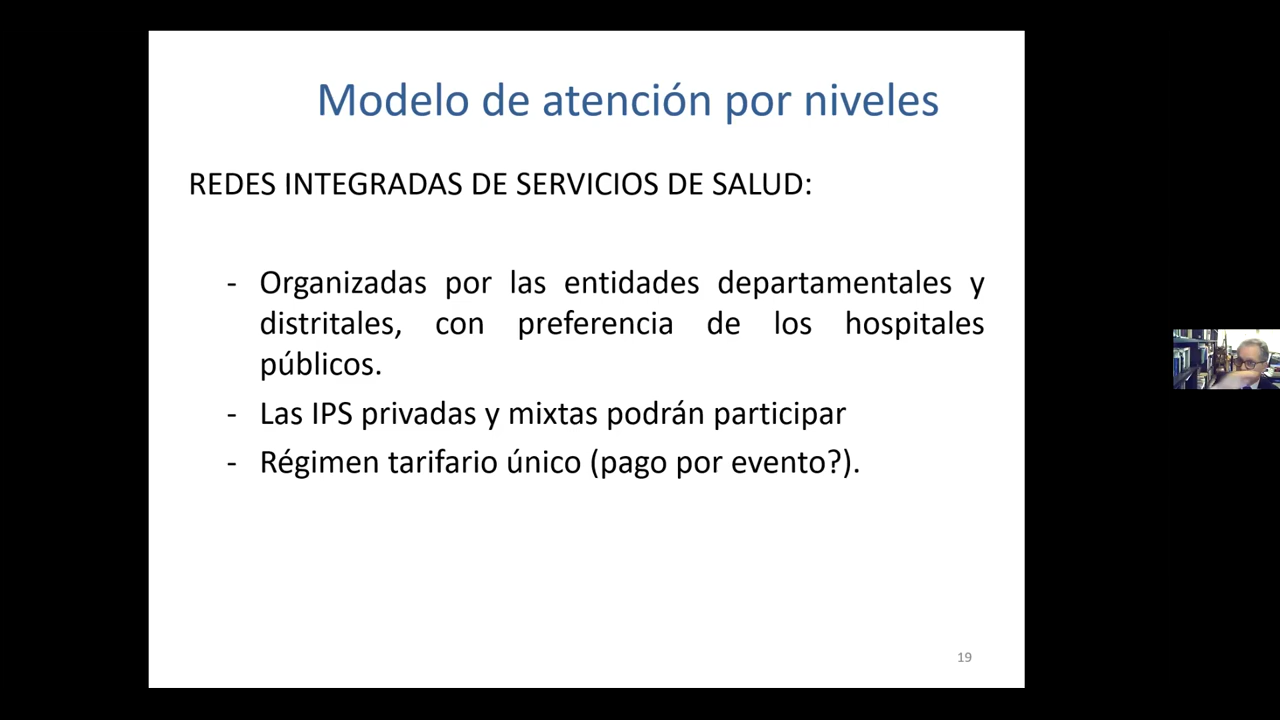 Modelo de atención por niveles
REDES INTEGRADAS DE SERVICIOS DE SALUD:
- Organizadas por las entidades departamentales y
distritales, con preferencia de los hospitales
públicos.
- Las IPS privadas y mixtas podrán participar
- Régimen tarifario único (pago por evento?).
19